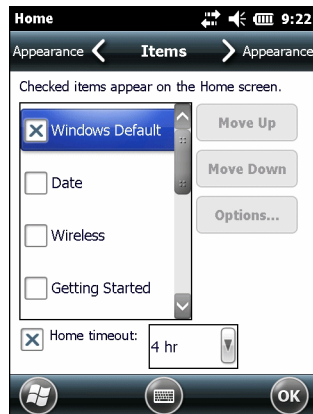 Home 9:22
Appearance Items Appearance
Checked items appear on the Home screen.
Windows Default
Date
Wireless
Getting Started
Move Up
Move Down
Options...
Home timeout: 4 hr
OK